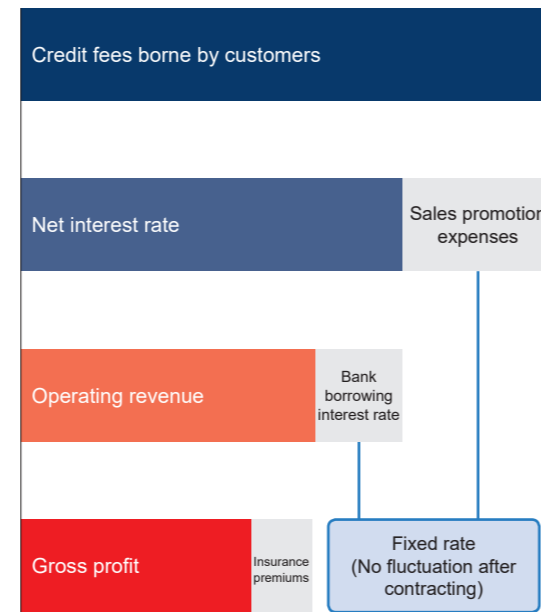 Credit fees borne by customers
Net interest rate
Sales promotion
expenses
Operating revenue
Bank
borrowing
interest rate
Gross profit
Insurance
premiums
Fixed rate
(No fluctuation after
contracting)